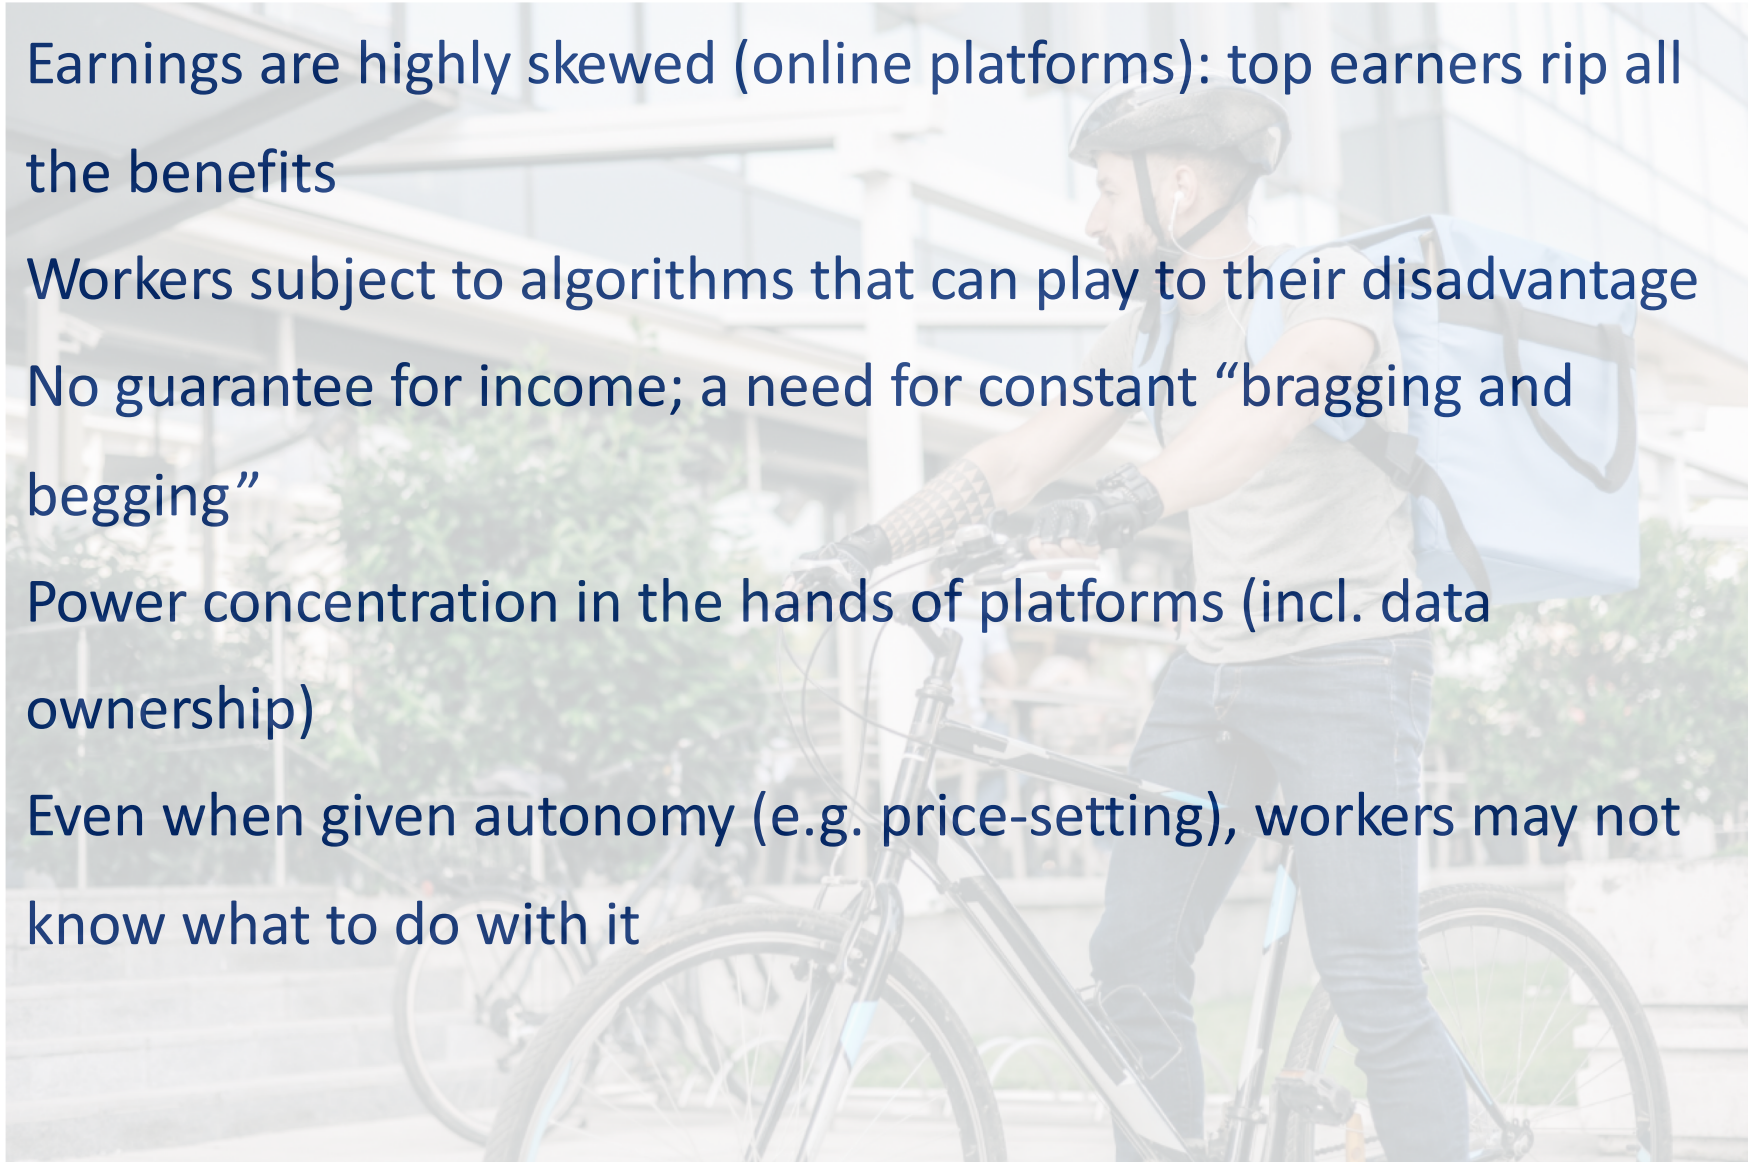 Earnings are highly skewed (online platforms): top earners rip all
the benefits
Workers subject to algorithms that can play to their disadvantage
No guarantee for income; a need for constant “bragging and
begging”
Power concentration in the hands of platforms (incl. data
ownership)
Even when given autonomy (e.g. price-setting), workers may not
know what to do with it